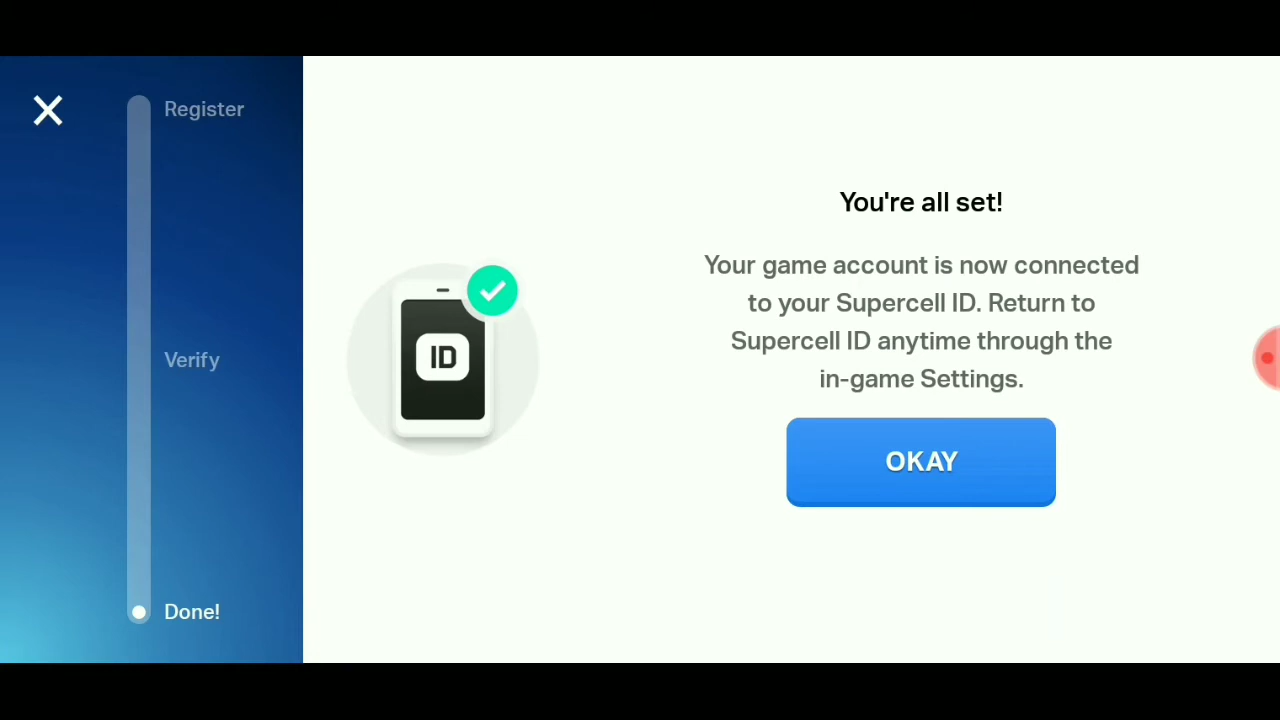 Register
Verify
Done!
ID
You're all set!
Your game account is now connected
to your Supercell ID. Return to
Supercell ID anytime through the
in-game Settings.
OKAY